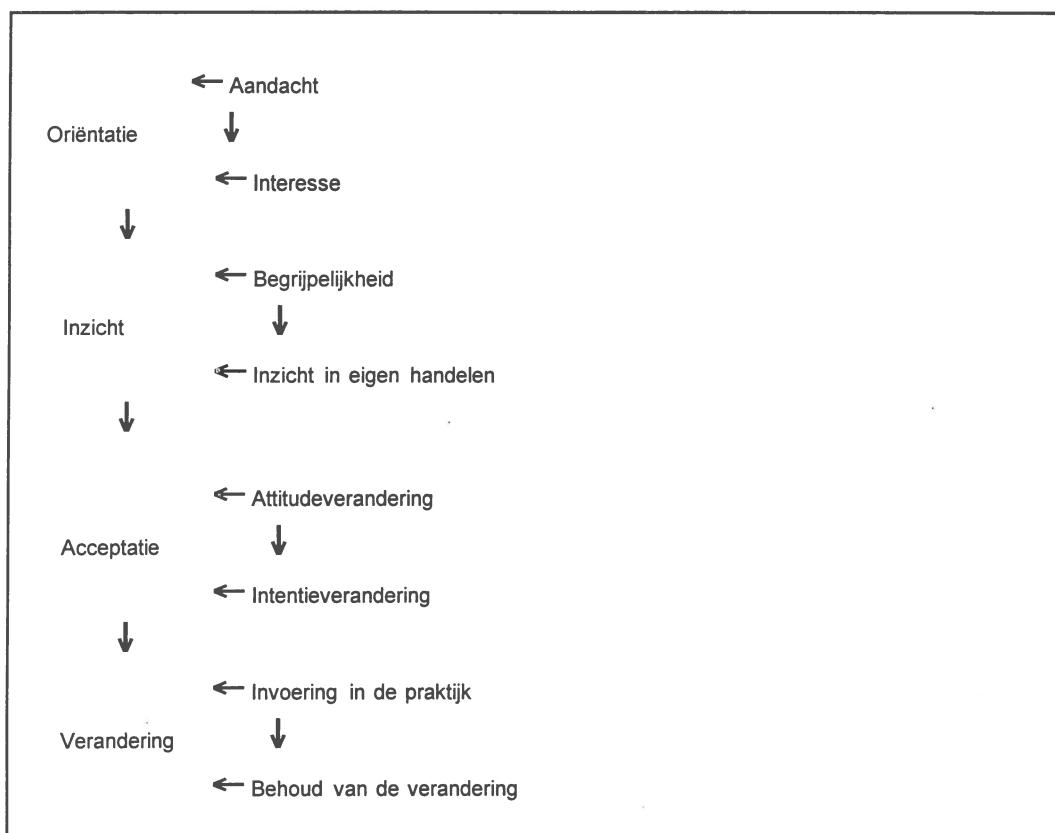 Aandacht
Oriëntatie
Interesse
Begrijpelijkheid
Inzicht
Inzicht in eigen handelen
Attitudeverandering
Acceptatie
Intentieverandering
Invoering in de praktijk
Verandering
Behoud van de verandering